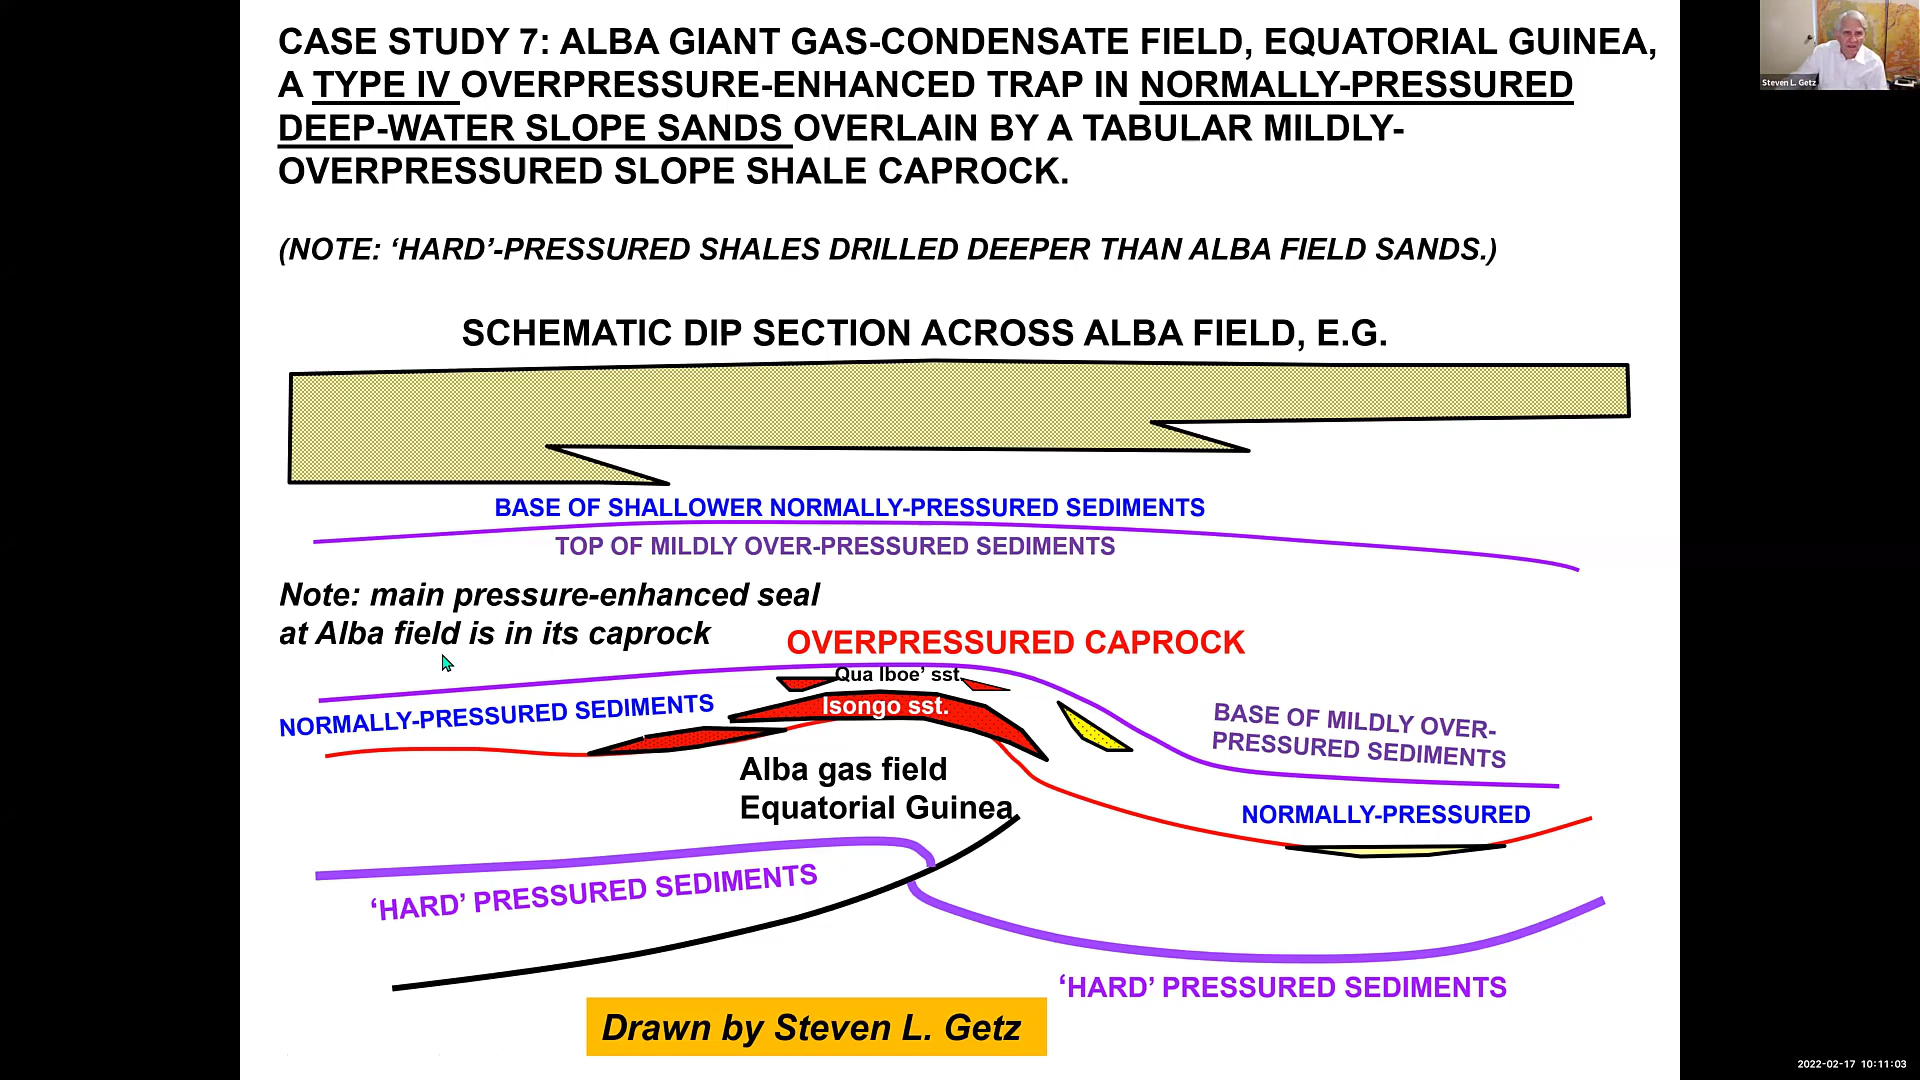 CASE STUDY 7: ALBA GIANT GAS-CONDENSATE FIELD, EQUATORIAL GUINEA,
A TYPE IV OVERPRESSURE-ENHANCED TRAP IN NORMALLY-PRESSURED
DEEP-WATER SLOPE SANDS OVERLAIN BY A TABULAR MILDLY-
OVERPRESSURED SLOPE SHALE CAPROCK.
(NOTE: ‘HARD’-PRESSURED SHALES DRILLED DEEPER THAN ALBA FIELD SANDS.)
SCHEMATIC DIP SECTION ACROSS ALBA FIELD, E.G.
BASE OF SHALLOWER NORMALLY-PRESSURED SEDIMENTS
TOP OF MILDLY OVER-PRESSURED SEDIMENTS
Note: main pressure-enhanced seal
at Alba field is in its caprock
OVERPRESSURED CAPROCK
Qua Iboe’ sst.
Isongo sst.
NORMALLY-PRESSURED SEDIMENTS
BASE OF MILDLY OVER-
PRESSURED SEDIMENTS
Alba gas field
Equatorial Guinea
NORMALLY-PRESSURED
‘HARD’ PRESSURED SEDIMENTS
‘HARD’ PRESSURED SEDIMENTS
Drawn by Steven L. Getz
Steven L. Getz
2022-02-17 10:11:03